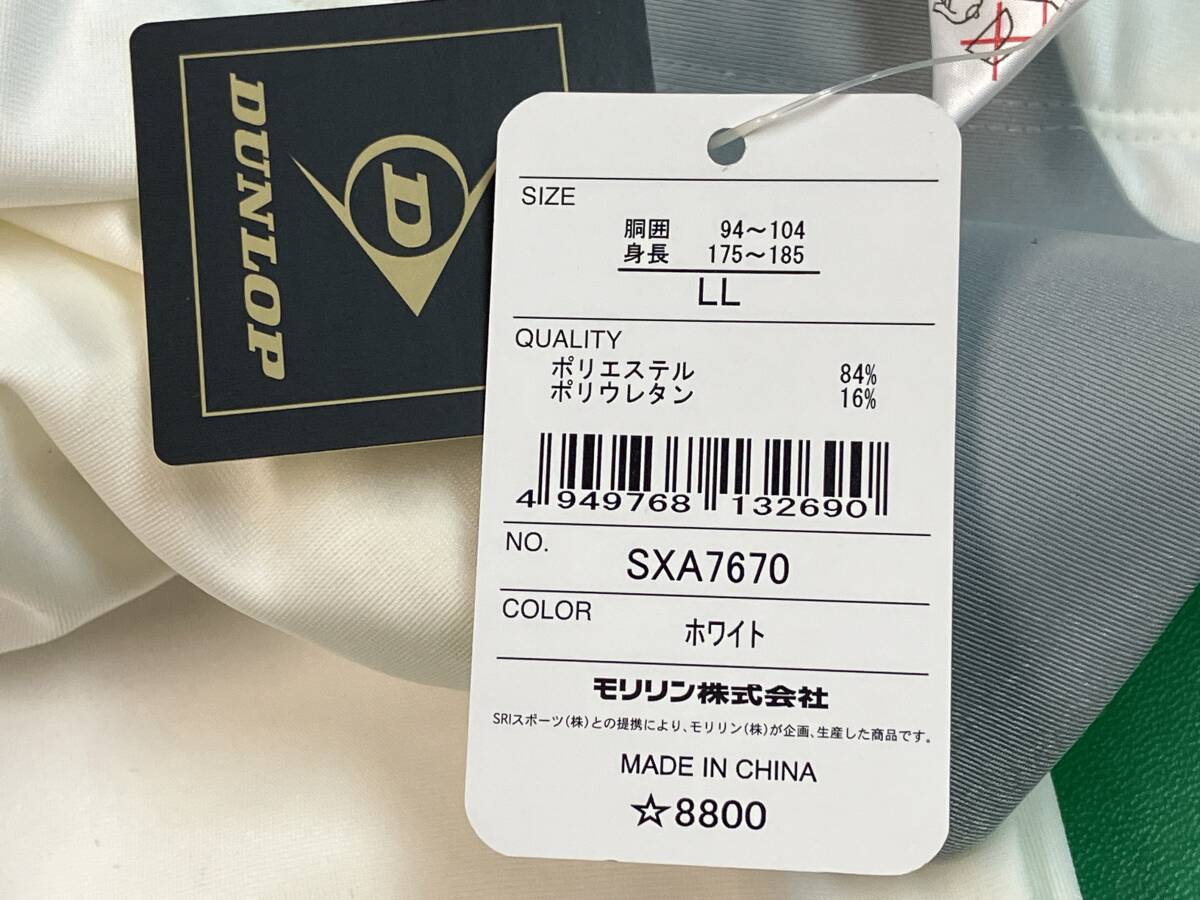 DUNLOP
D
SIZE
胴囲 94～104
身長 175～185
LL
QUALITY
ポリエステル 84%
ポリウレタン 16%
4 949768 132690
NO.
SXA7670
COLOR
ホワイト
モリリン株式会社
SRIスポーツ(株)との提携により、モリリン(株)が企画、生産した商品です。
MADE IN CHINA
☆8800